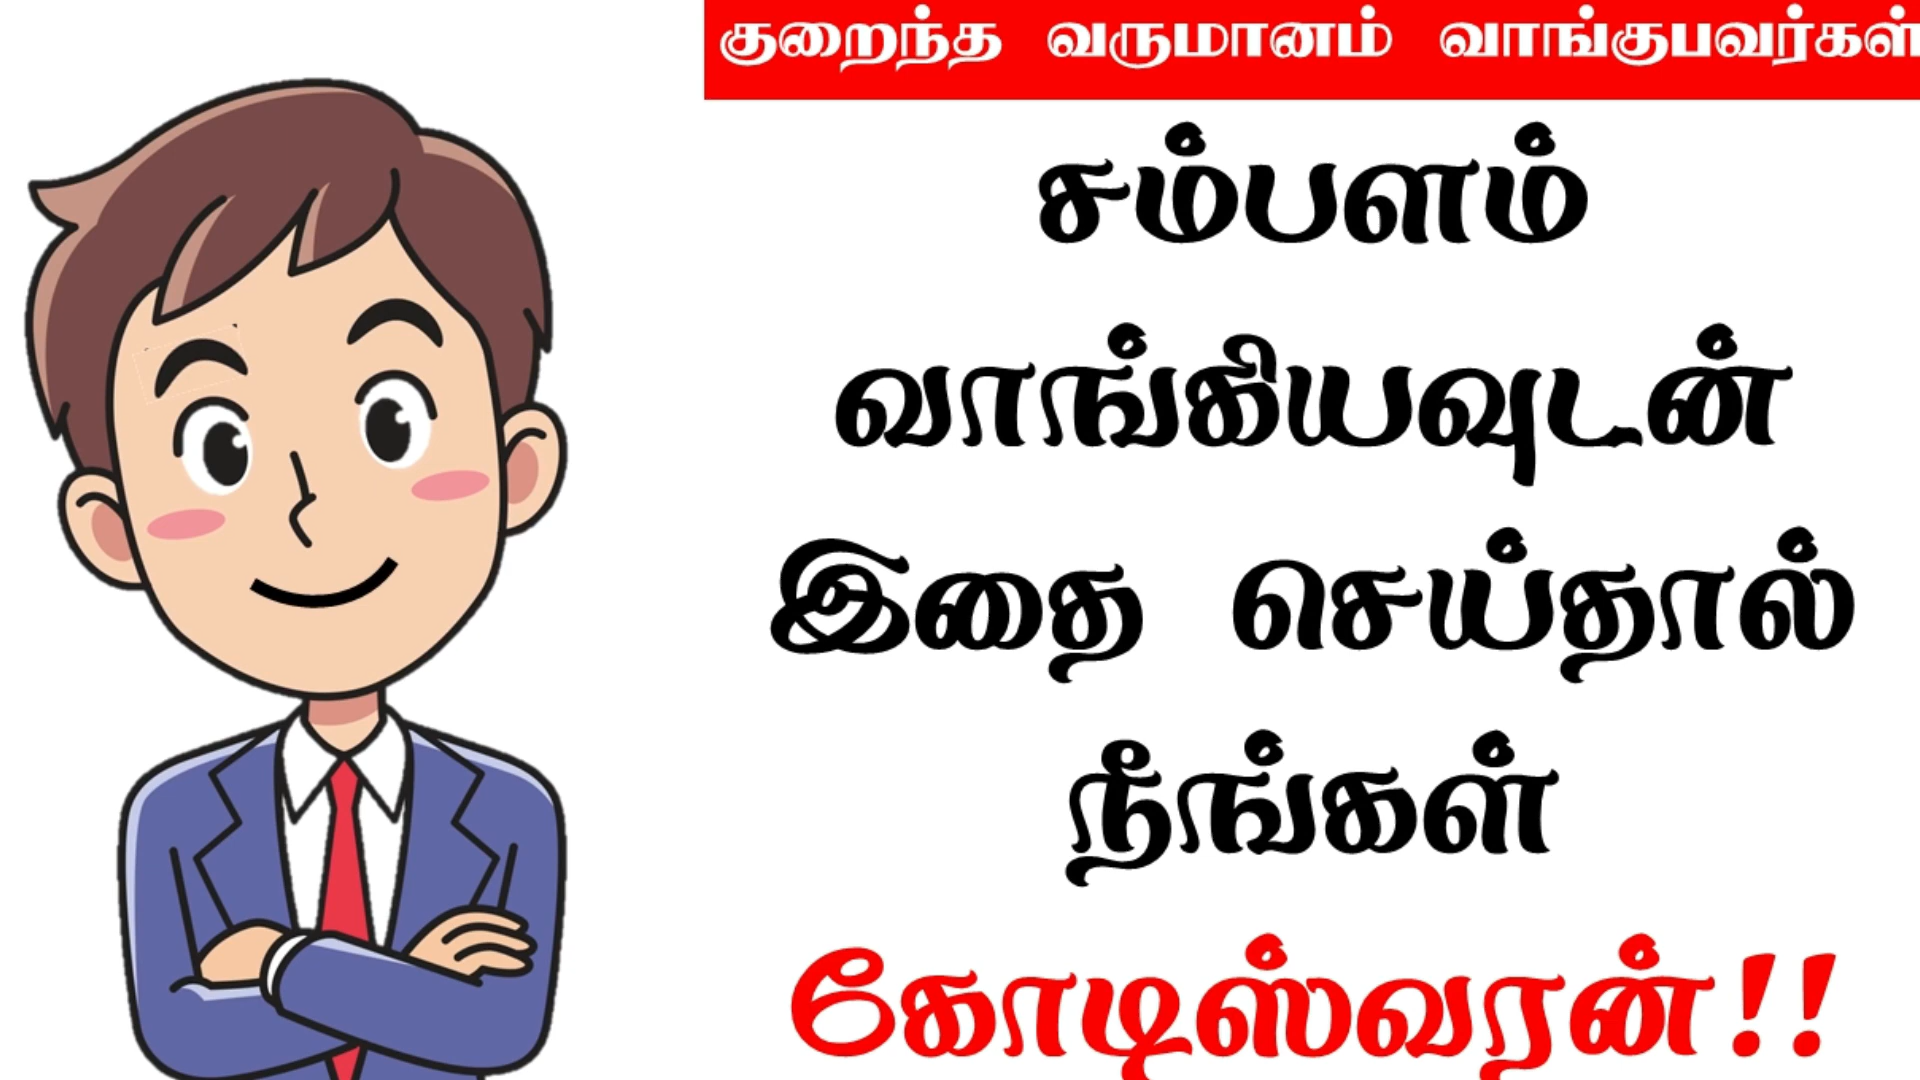 குறைந்த வருமானம் வாங்குபவர்கள்
சம்பளம்
வாங்கியவுடன்
இதை செய்தால்
நீங்கள்
கோடிஸ்வரன்!!